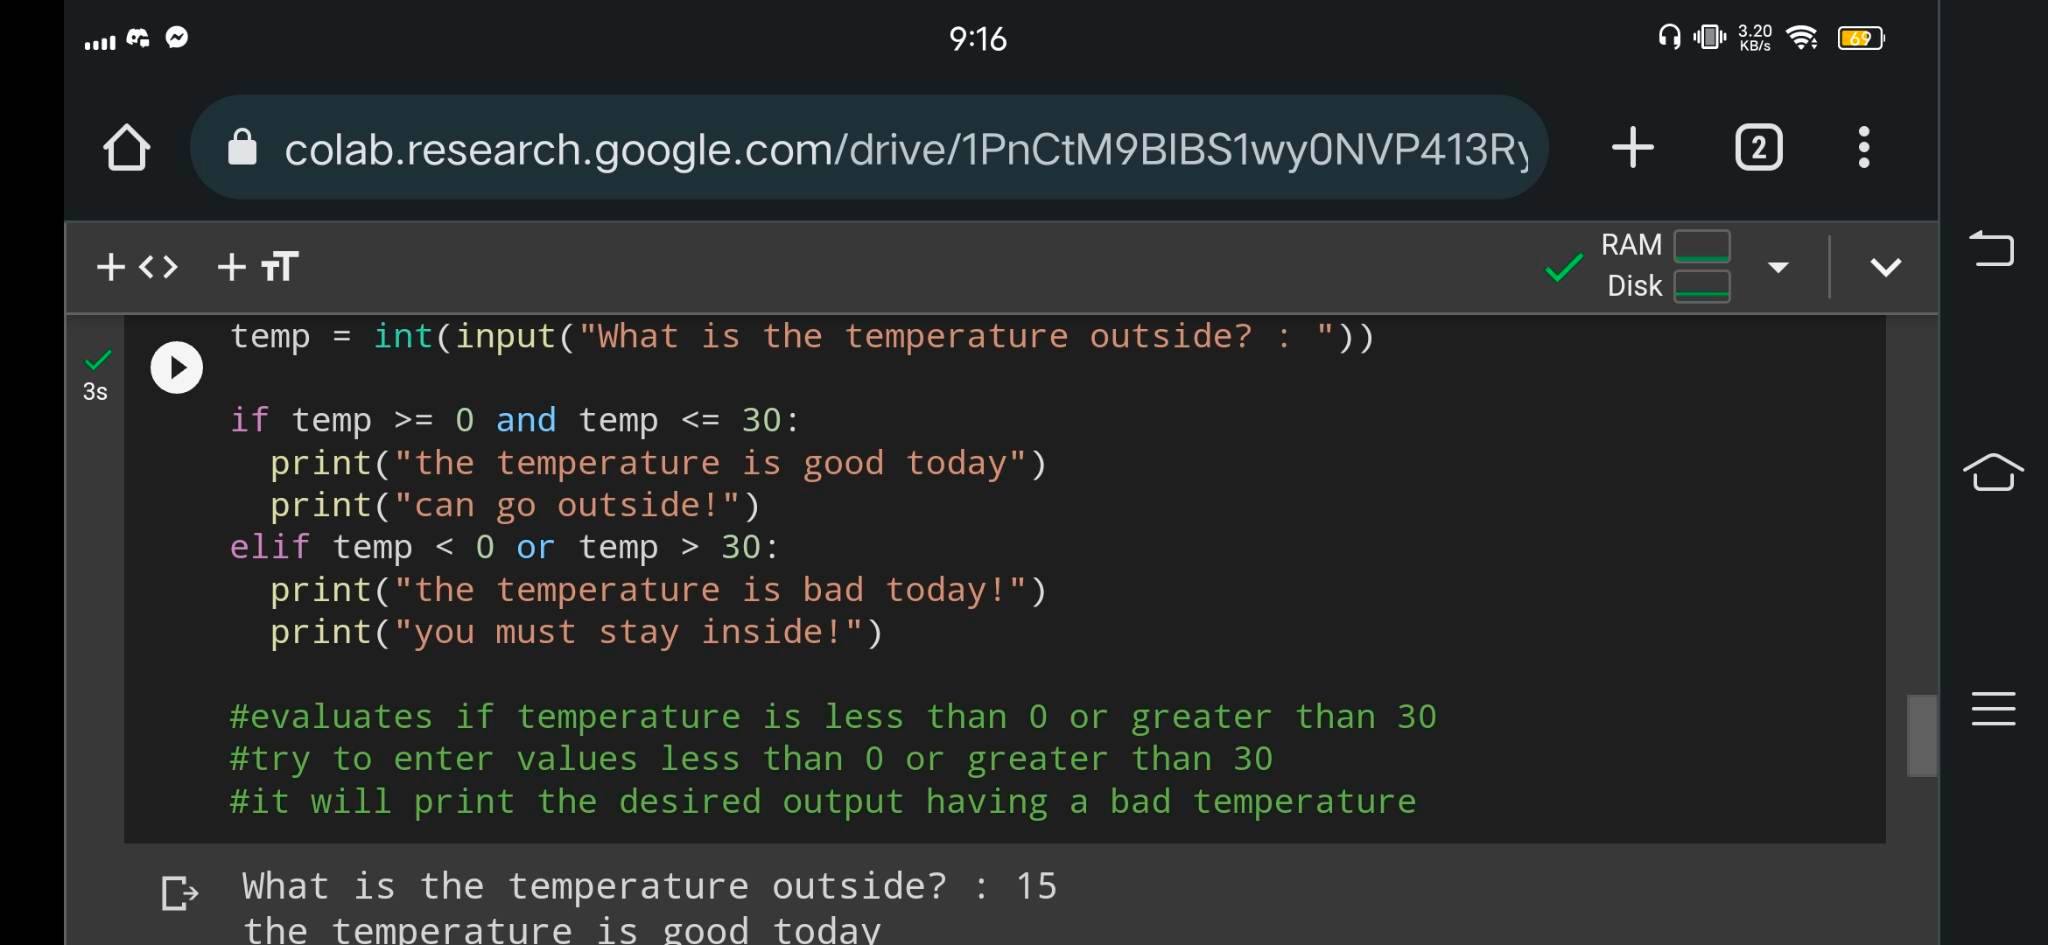 9:16
3.20
KB/s
69
colab.research.google.com/drive/1PnCtM9BIBS1wy0NVP413Ry
2
+ <> + TT
RAM
Disk
3s
temp = int(input("What is the temperature outside? : "))
if temp >= 0 and temp <= 30:
print("the temperature is good today")
print("can go outside!")
elif temp < 0 or temp > 30:
print("the temperature is bad today!")
print("you must stay inside!")
#evaluates if temperature is less than 0 or greater than 30
#try to enter values less than 0 or greater than 30
#it will print the desired output having a bad temperature
What is the temperature outside? : 15
the temperature is good today